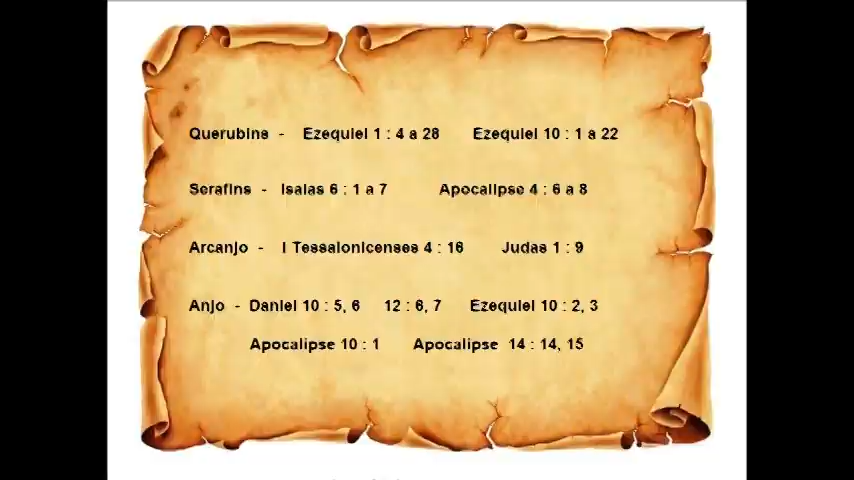 Querubins - Ezequiel 1 : 4 a 28 Ezequiel 10 : 1 a 22
Serafins - Isaias 6 : 1 a 7 Apocalipse 4 : 6 a 8
Arcanjo - I Tessalonicenses 4 : 16 Judas 1 : 9
Anjo - Daniel 10 : 5, 6 12 : 6, 7 Ezequiel 10 : 2, 3
Apocalipse 10 : 1 Apocalipse 14 : 14, 15